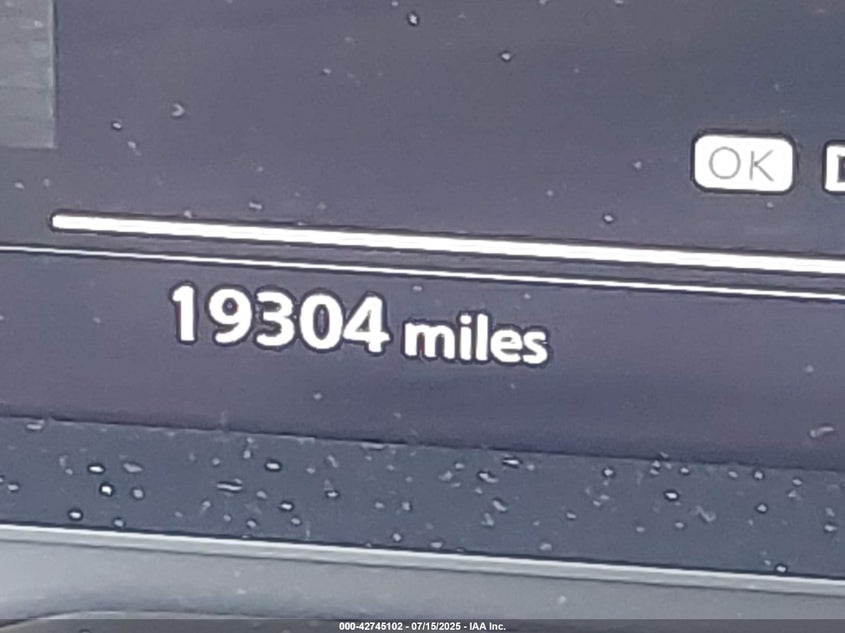 OK
19304 miles
000-42745102 - 07/15/2025 - IAA Inc.